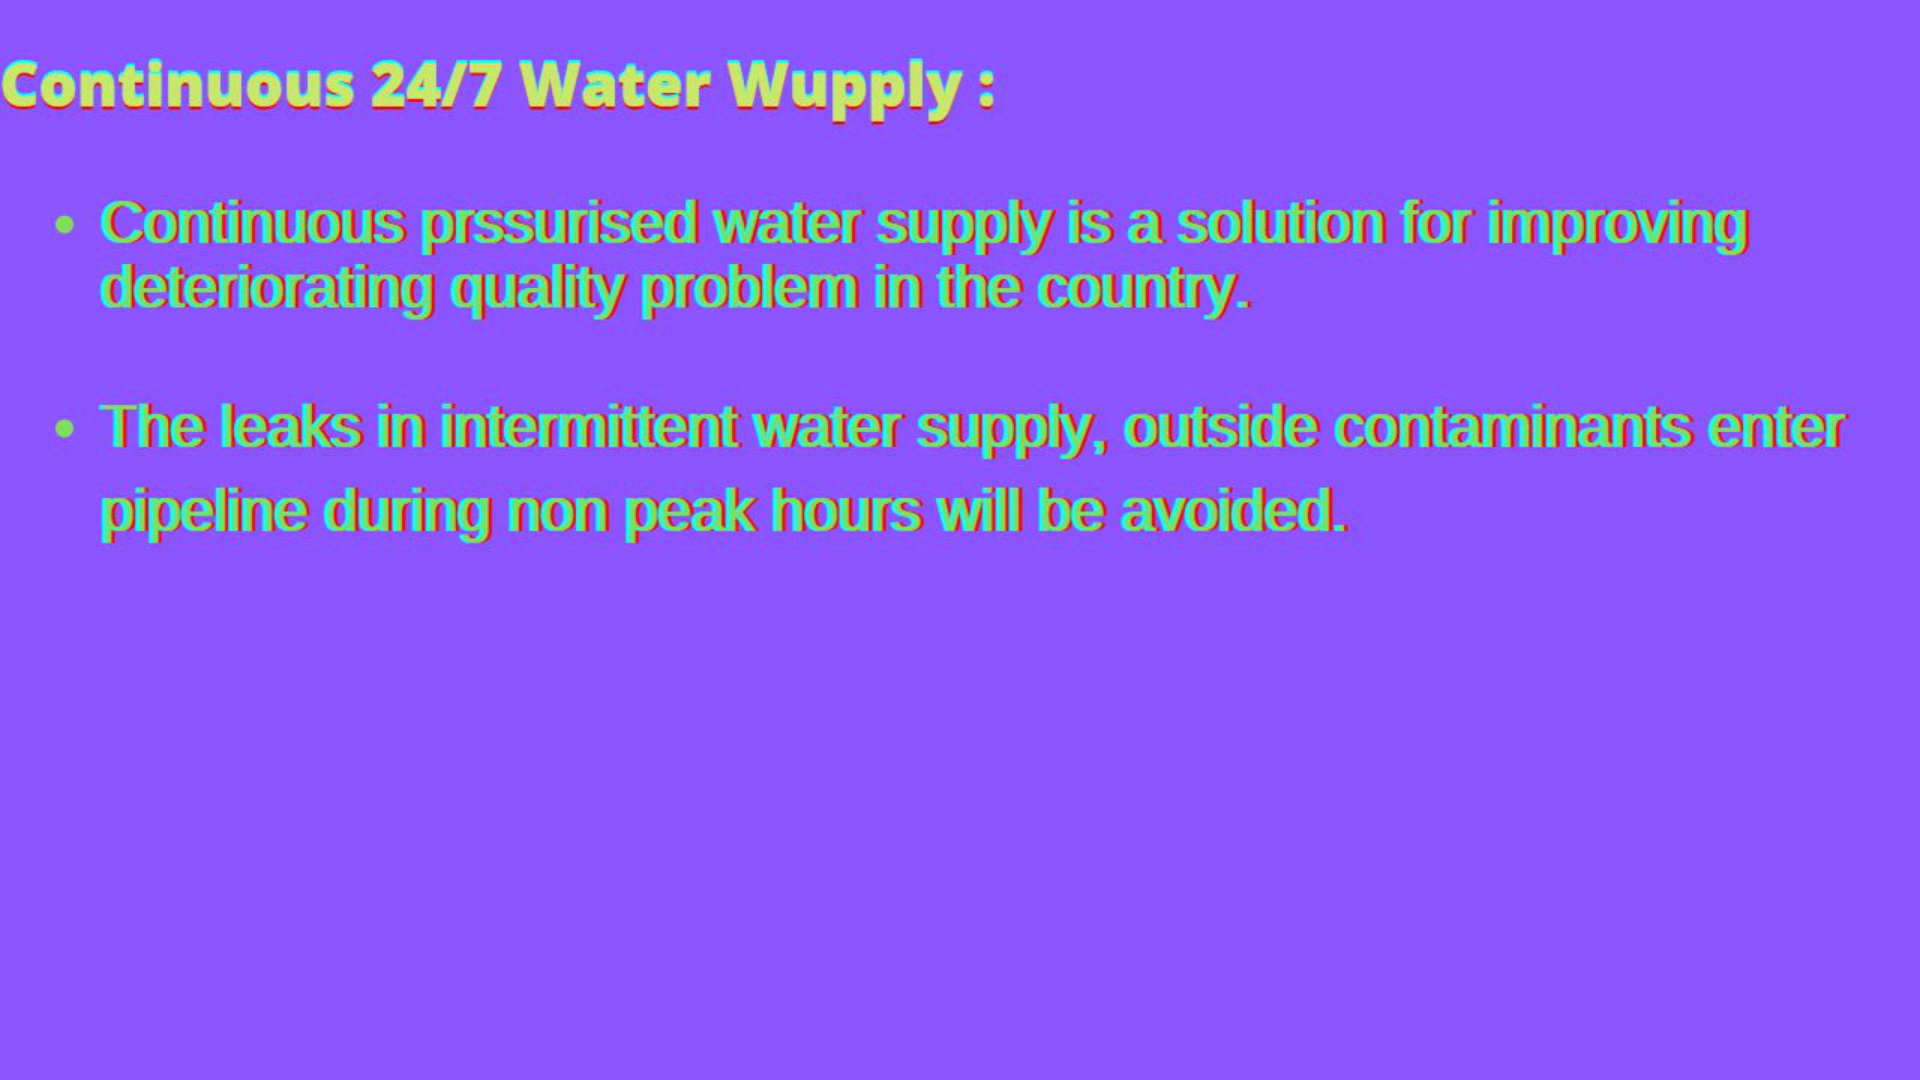 Continuous 24/7 Water Wupply :
• Continuous prssurised water supply is a solution for improving
deteriorating quality problem in the country.
• The leaks in intermittent water supply, outside contaminants enter
pipeline during non peak hours will be avoided.